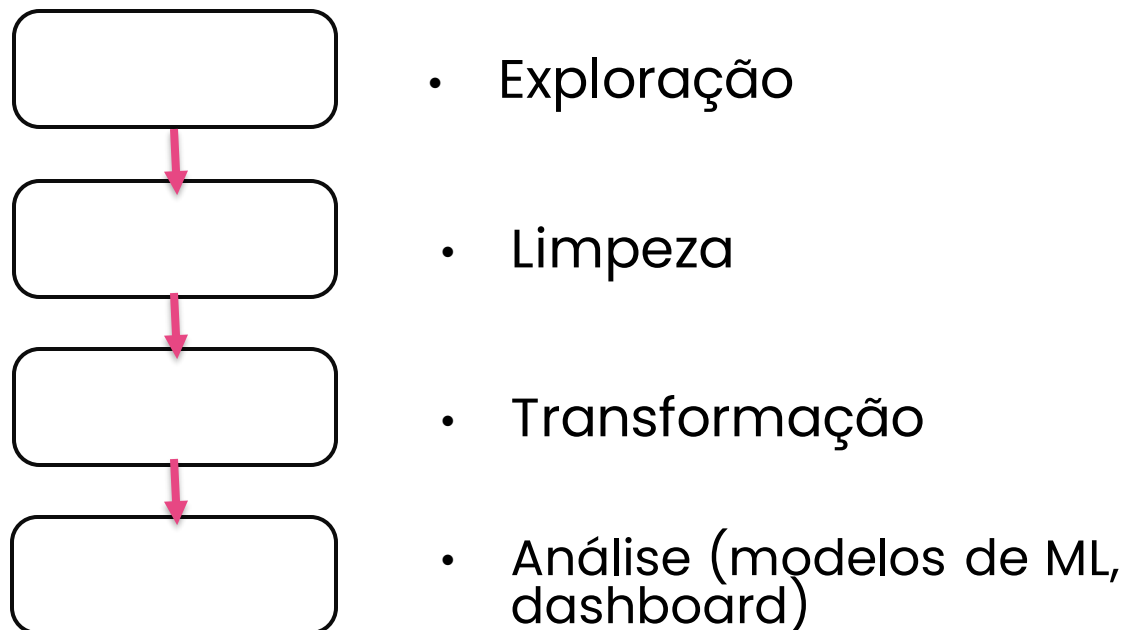 • Exploração
• Limpeza
• Transformação
• Análise (modelos de ML,
dashboard)